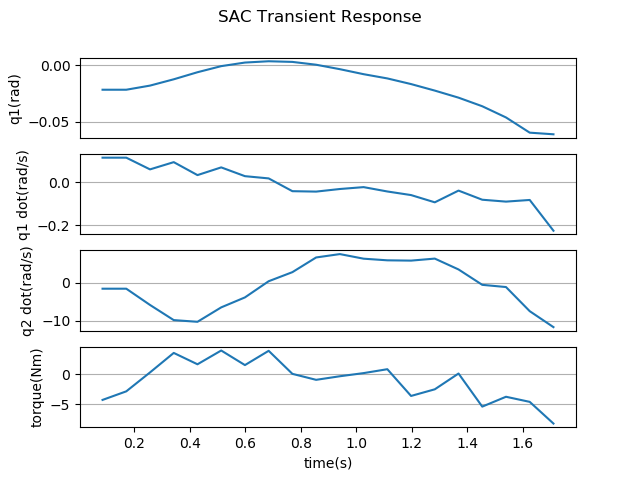 SAC Transient Response
0.00
−0.05
q1(rad)
0.0
−0.2
q1 dot(rad/s)
0
−10
q2 dot(rad/s)
0
−5
torque(Nm)
0.2 0.4 0.6 0.8 1.0 1.2 1.4 1.6
time(s)